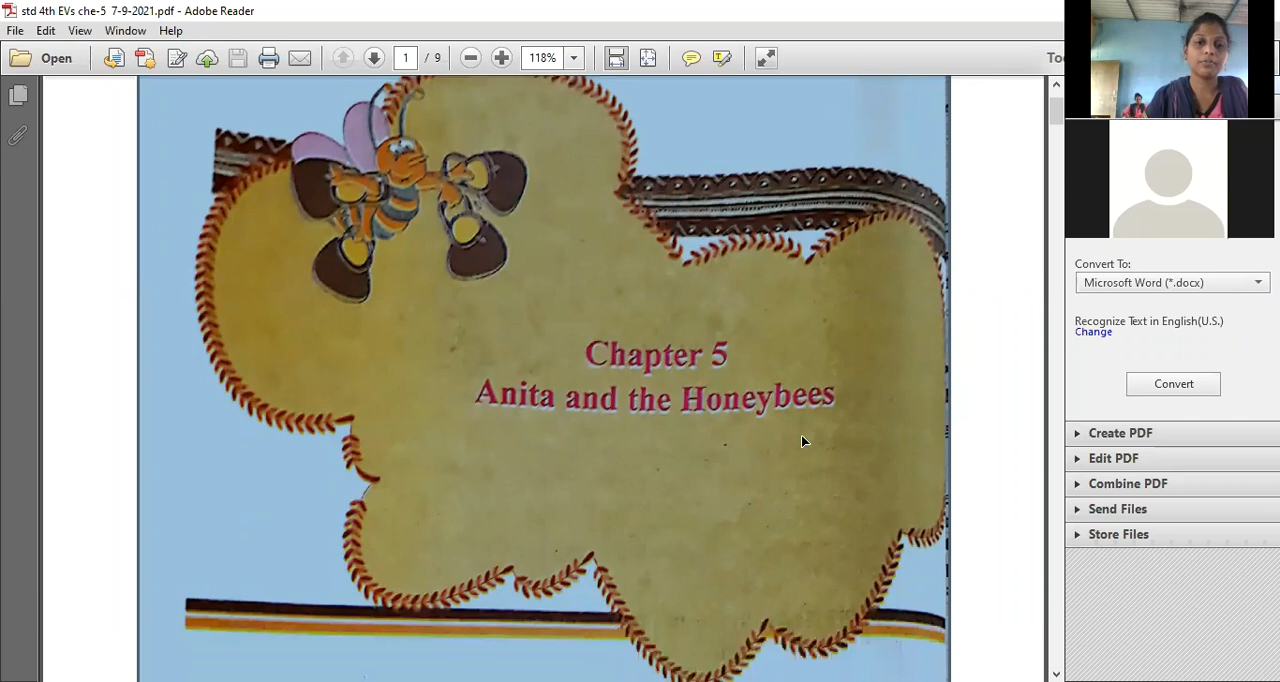 std 4th EVs che-5 7-9-2021.pdf - Adobe Reader
File Edit View Window Help
Open 1 / 9 118%
Chapter 5
Anita and the Honeybees
Convert To:
Microsoft Word (*.docx)
Recognize Text in English(U.S.)
Change
Convert
Create PDF
Edit PDF
Combine PDF
Send Files
Store Files